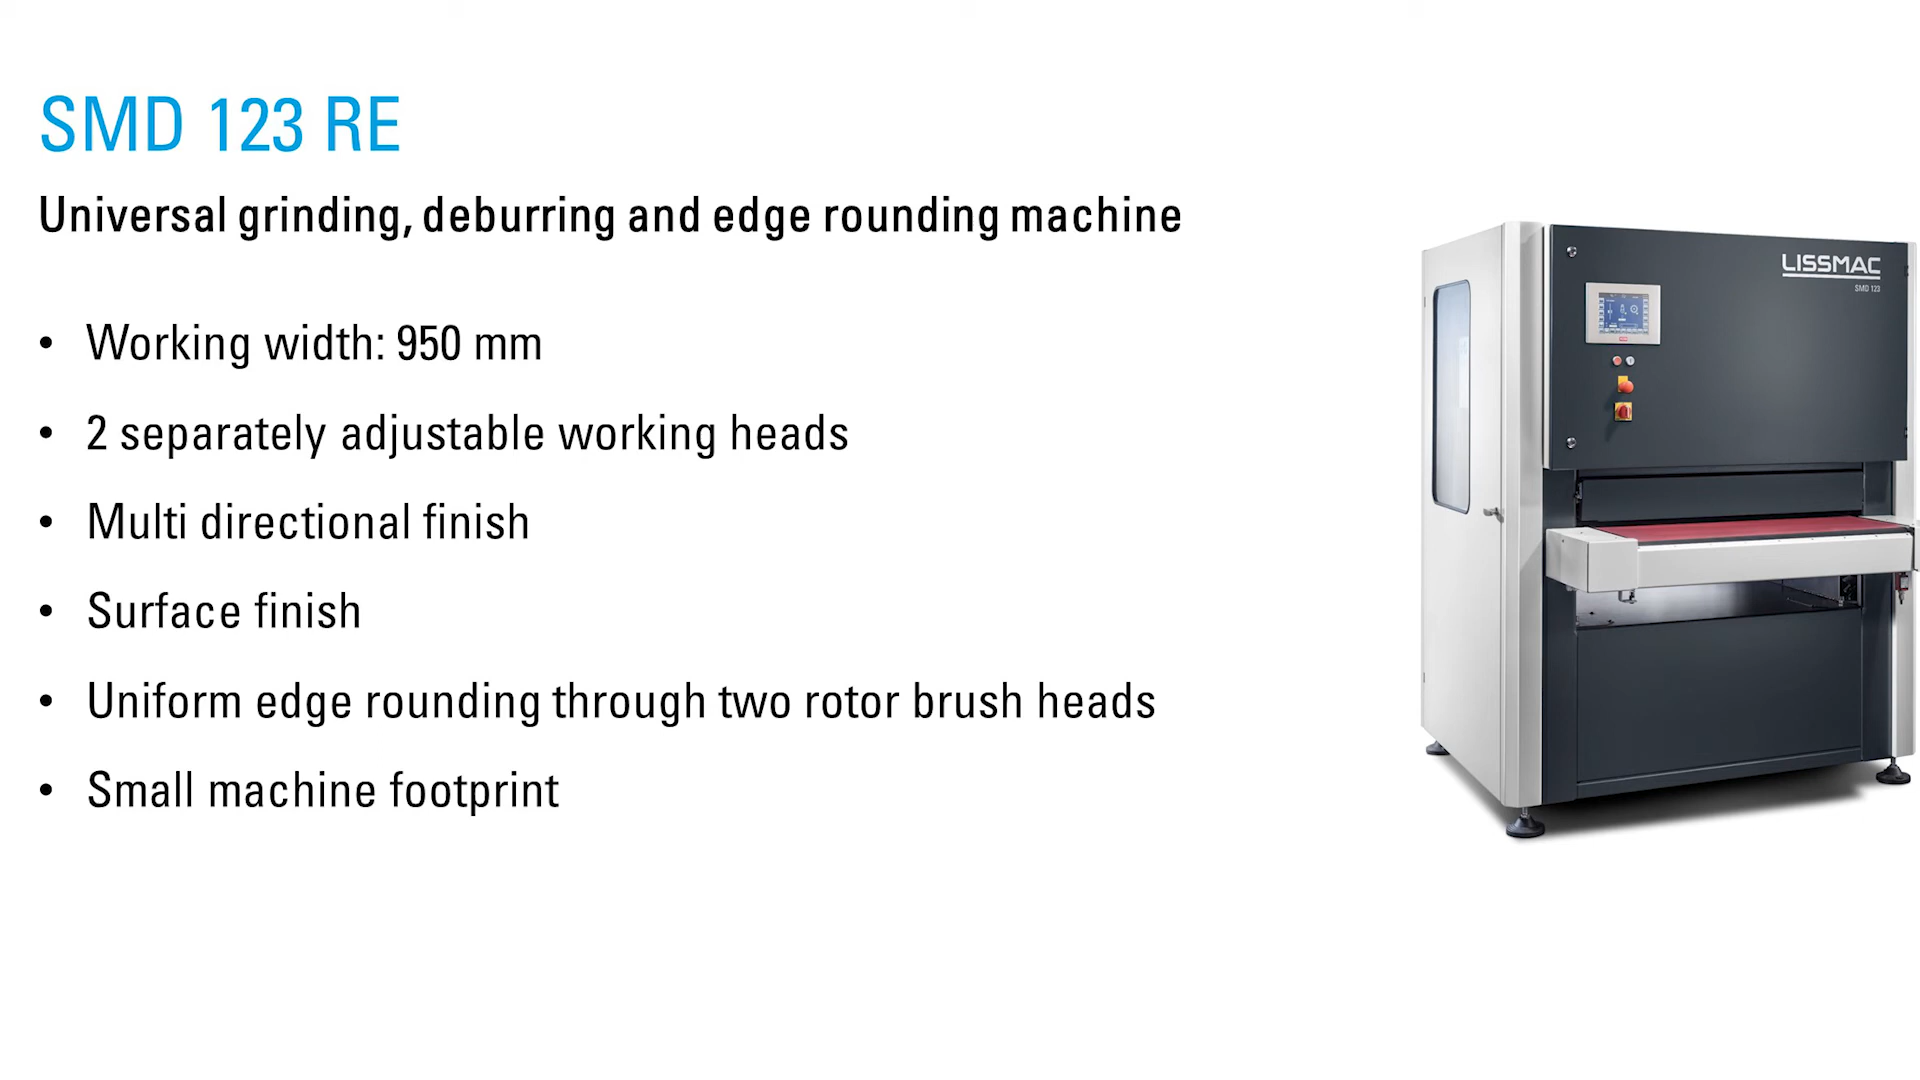 SMD 123 RE
Universal grinding, deburring and edge rounding machine
• Working width: 950 mm
• 2 separately adjustable working heads
• Multi directional finish
• Surface finish
• Uniform edge rounding through two rotor brush heads
• Small machine footprint
LISSMAC
SMD 123